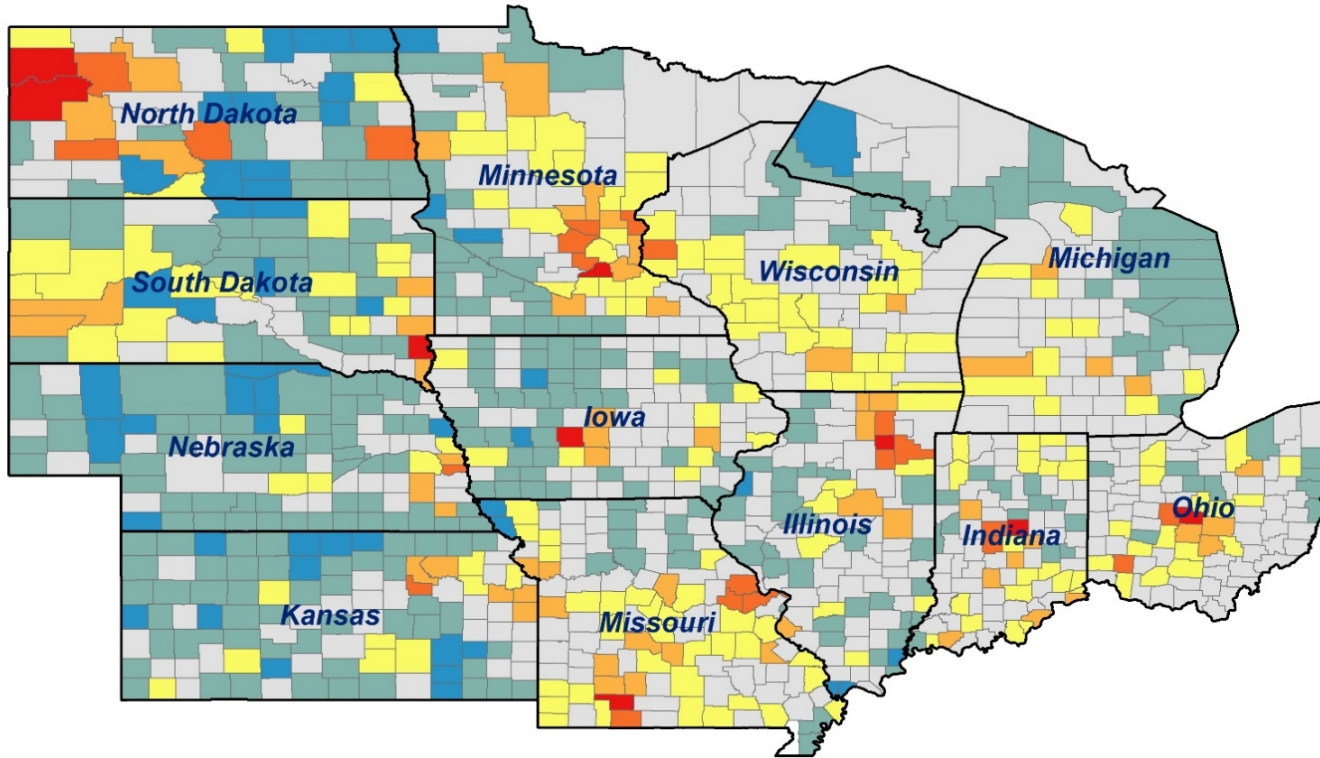 North Dakota
Minnesota
South Dakota
Wisconsin
Michigan
Nebraska
Iowa
Illinois
Indiana
Ohio
Kansas
Missouri